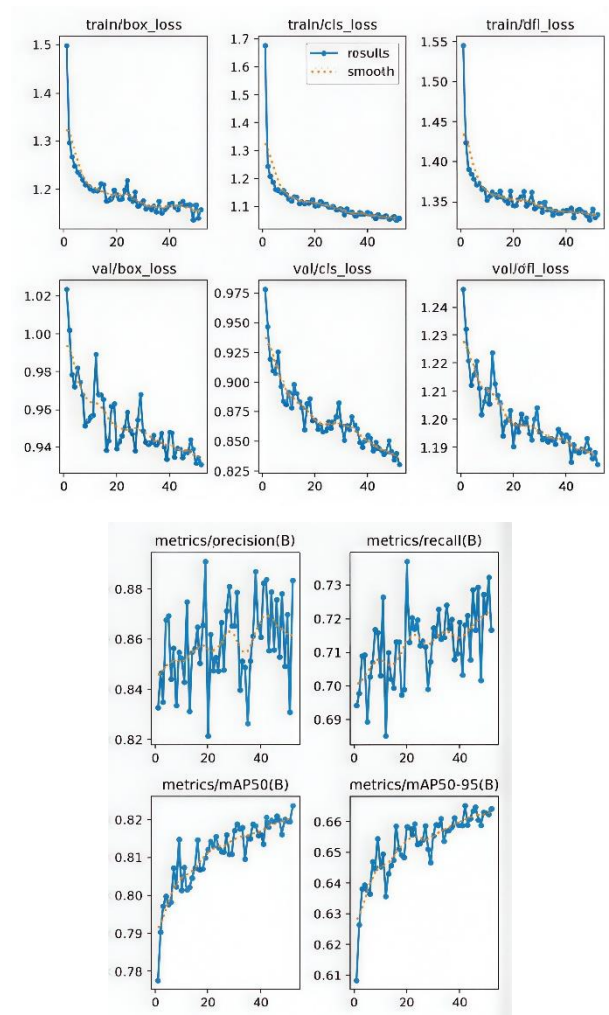 train/box_loss train/cls_loss train/dfl_loss
1.5 1.7 1.55
1.6
1.4 1.5 1.50
1.4 1.45
1.3 1.3 1.40
1.2 1.2
1.1 1.35
results
smooth
0 20 40 0 20 40 0 20 40
val/box_loss val/cls_loss val/dfl_loss
1.02 0.975 1.24
0.950 1.23
1.00 0.925 1.22
0.98 0.900 1.21
0.96 0.875 1.20
0.94 0.850 1.19
0.825
0 20 40 0 20 40 0 20 40
metrics/precision(B) metrics/recall(B)
0.88 0.73
0.86 0.72
0.71
0.84 0.70
0.69
0.82
0 20 40 0 20 40
metrics/mAP50(B) metrics/mAP50-95(B)
0.82 0.66
0.81 0.65
0.80 0.64
0.63
0.79 0.62
0.78 0.61
0 20 40 0 20 40